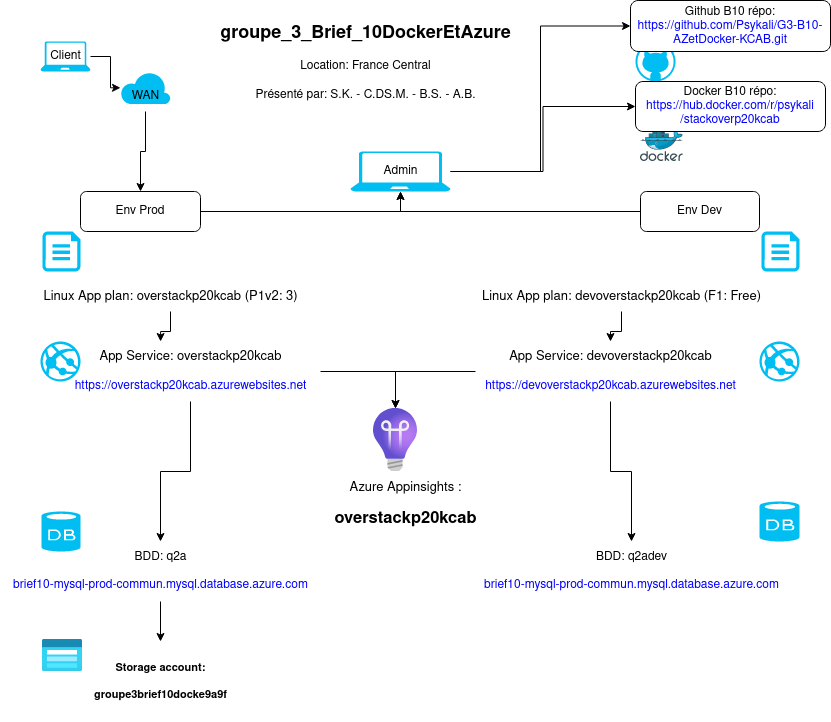 groupe_3_Brief_10DockerEtAzure
Location: France Central
Présenté par: S.K. - C.DS.M. - B.S. - A.B.
Github B10 répo:
https://github.com/Psykali/G3-B10-
AZetDocker-KCAB.git
Docker B10 répo:
https://hub.docker.com/r/psykali
/stackoverp20kcab
docker
Client
WAN
Admin
Env Prod
Env Dev
Linux App plan: overstackp20kcab (P1v2: 3)
Linux App plan: devoverstackp20kcab (F1: Free)
App Service: overstackp20kcab
https://overstackp20kcab.azurewebsites.net
App Service: devoverstackp20kcab
https://devoverstackp20kcab.azurewebsites.net
Azure Appinsights :
overstackp20kcab
DB
BDD: q2a
brief10-mysql-prod-commun.mysql.database.azure.com
DB
BDD: q2adev
brief10-mysql-prod-commun.mysql.database.azure.com
Storage account:
groupe3brief10docke9a9f